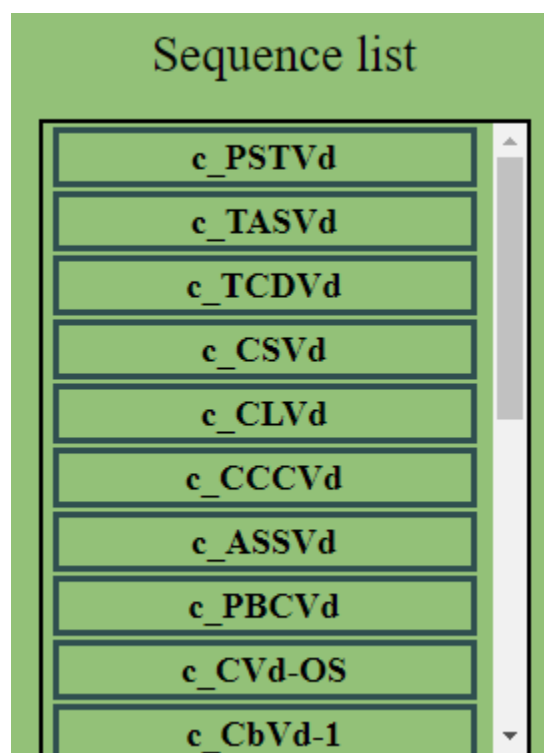 Sequence list
c_PSTVd
c_TASVd
c_TCDVd
c_CSVd
c_CLVd
c_CCCVd
c_ASSVd
c_PBCVd
c_CVd-OS
c_CbVd-1